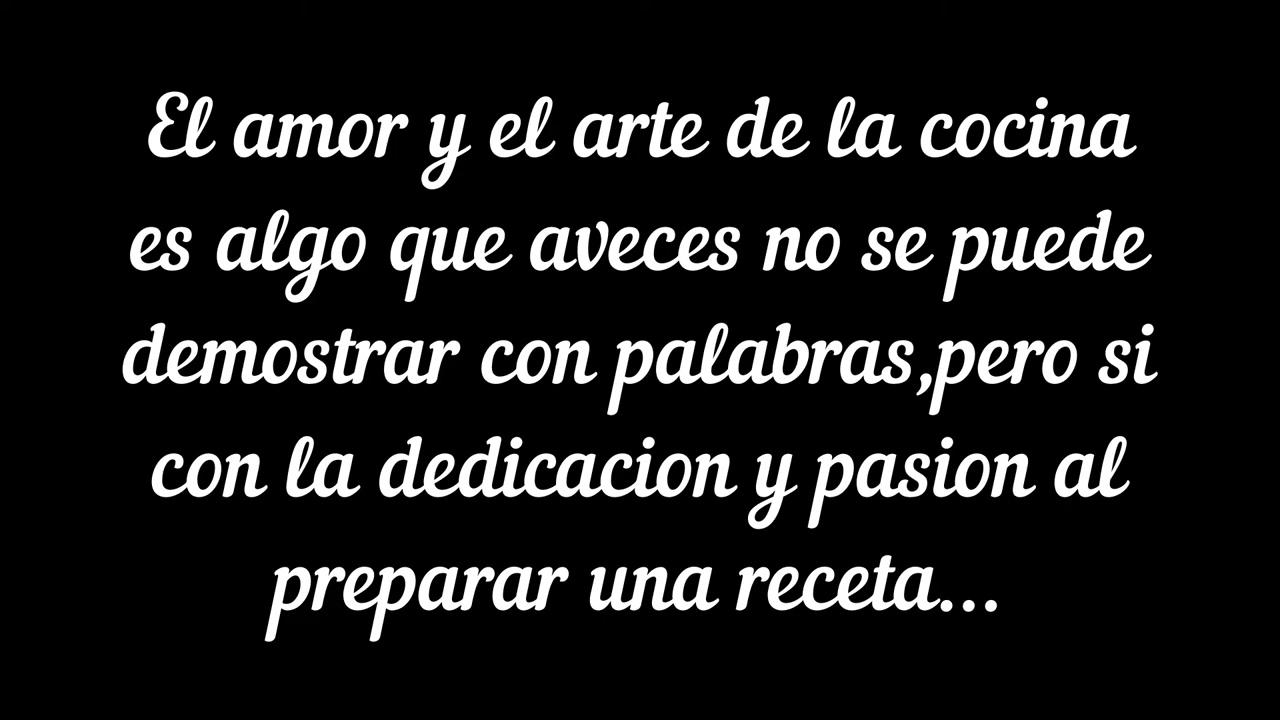 El amor y el arte de la cocina
es algo que aveces no se puede
demostrar con palabras,pero si
con la dedicacion y pasion al
preparar una receta...